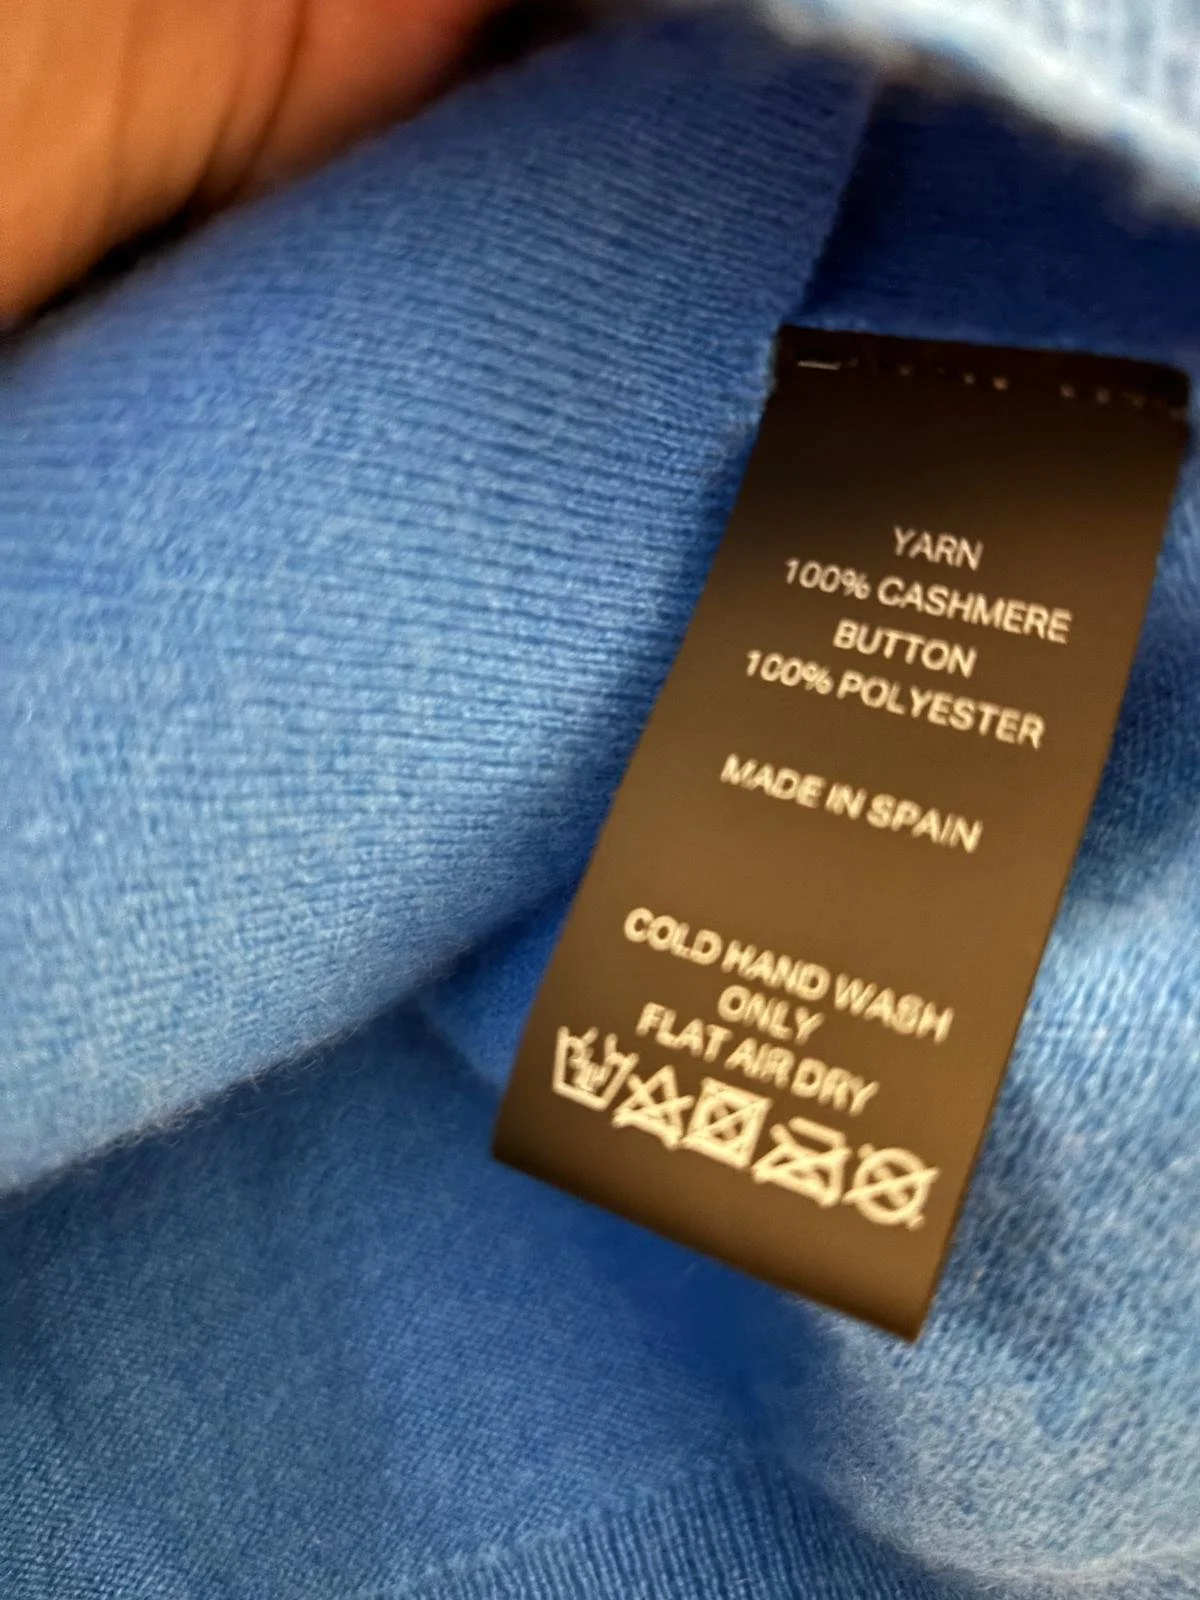 YARN
100% CASHMERE
BUTTON
100% POLYESTER
MADE IN SPAIN
COLD HAND WASH
ONLY
FLAT AIR DRY